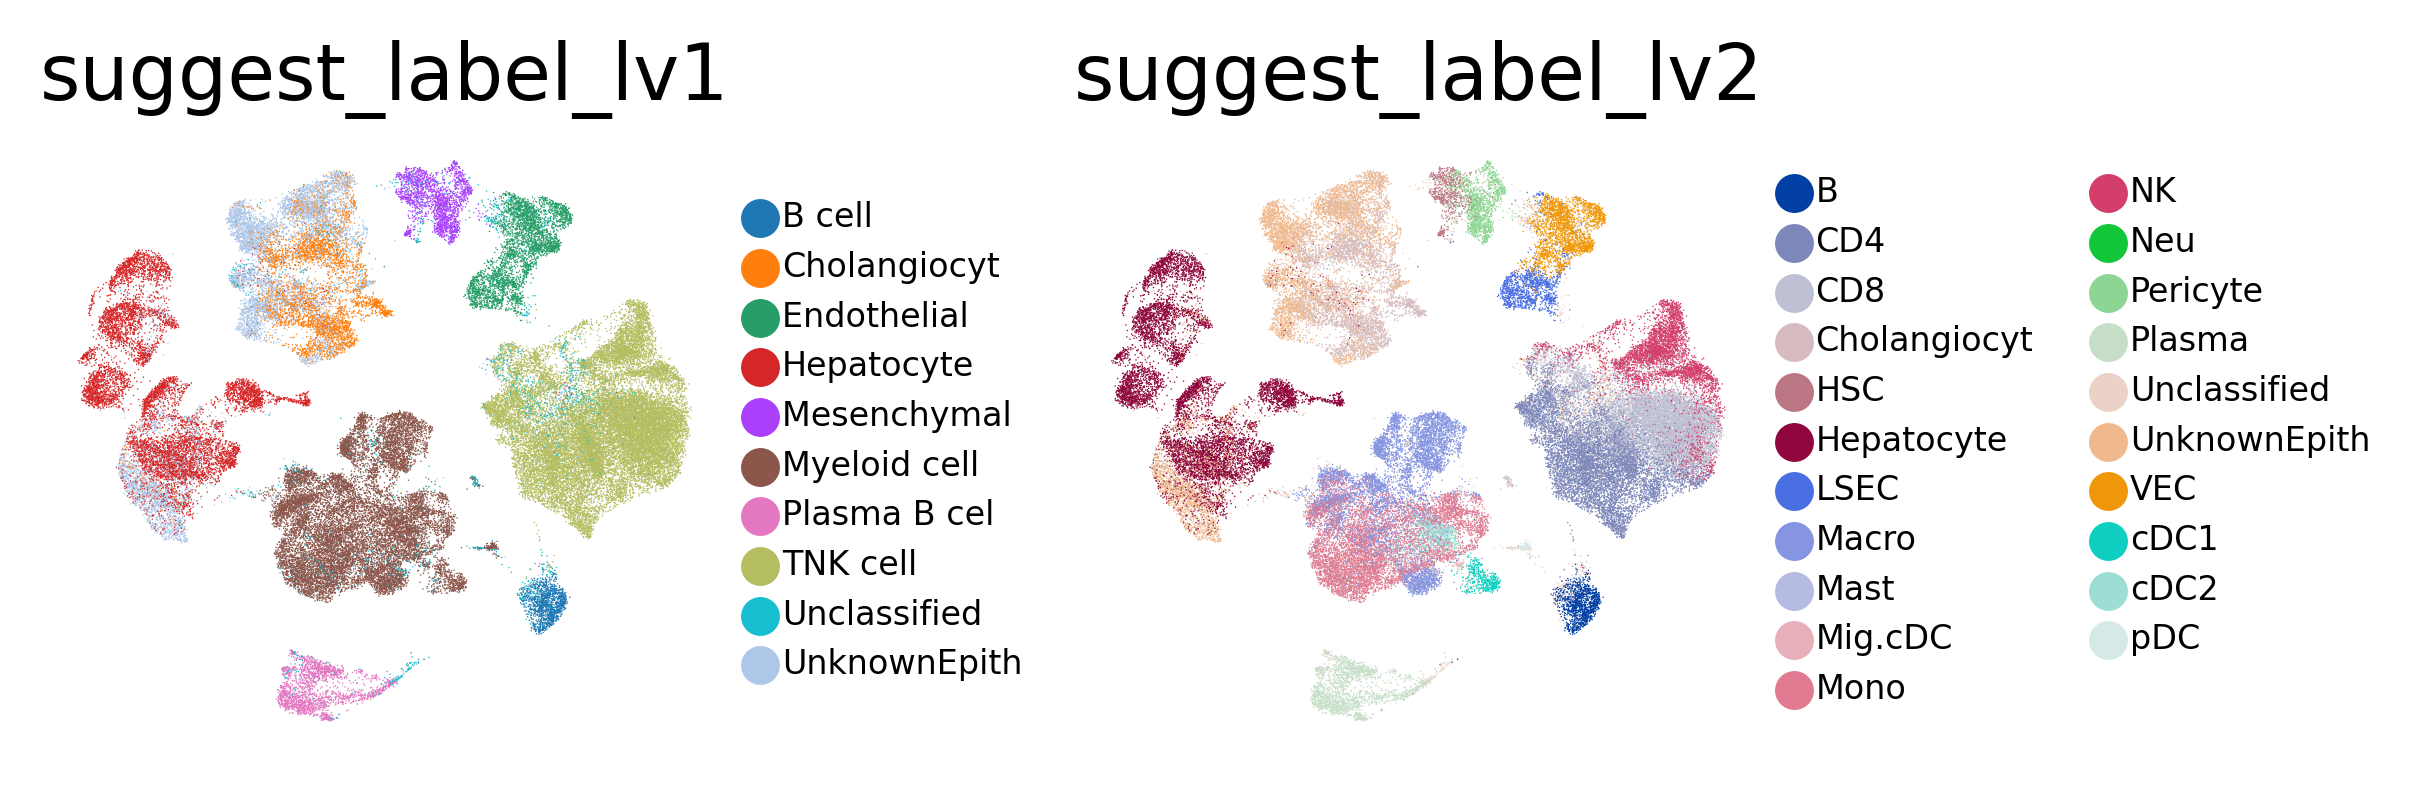 suggest_label_lv1
B cell
Cholangiocyt
Endothelial
Hepatocyte
Mesenchymal
Myeloid cell
Plasma B cel
TNK cell
Unclassified
UnknownEpith
suggest_label_lv2
B
CD4
CD8
Cholangiocyt
HSC
Hepatocyte
LSEC
Macro
Mast
Mig.cDC
Mono
NK
Neu
Pericyte
Plasma
Unclassified
UnknownEpith
VEC
cDC1
cDC2
pDC